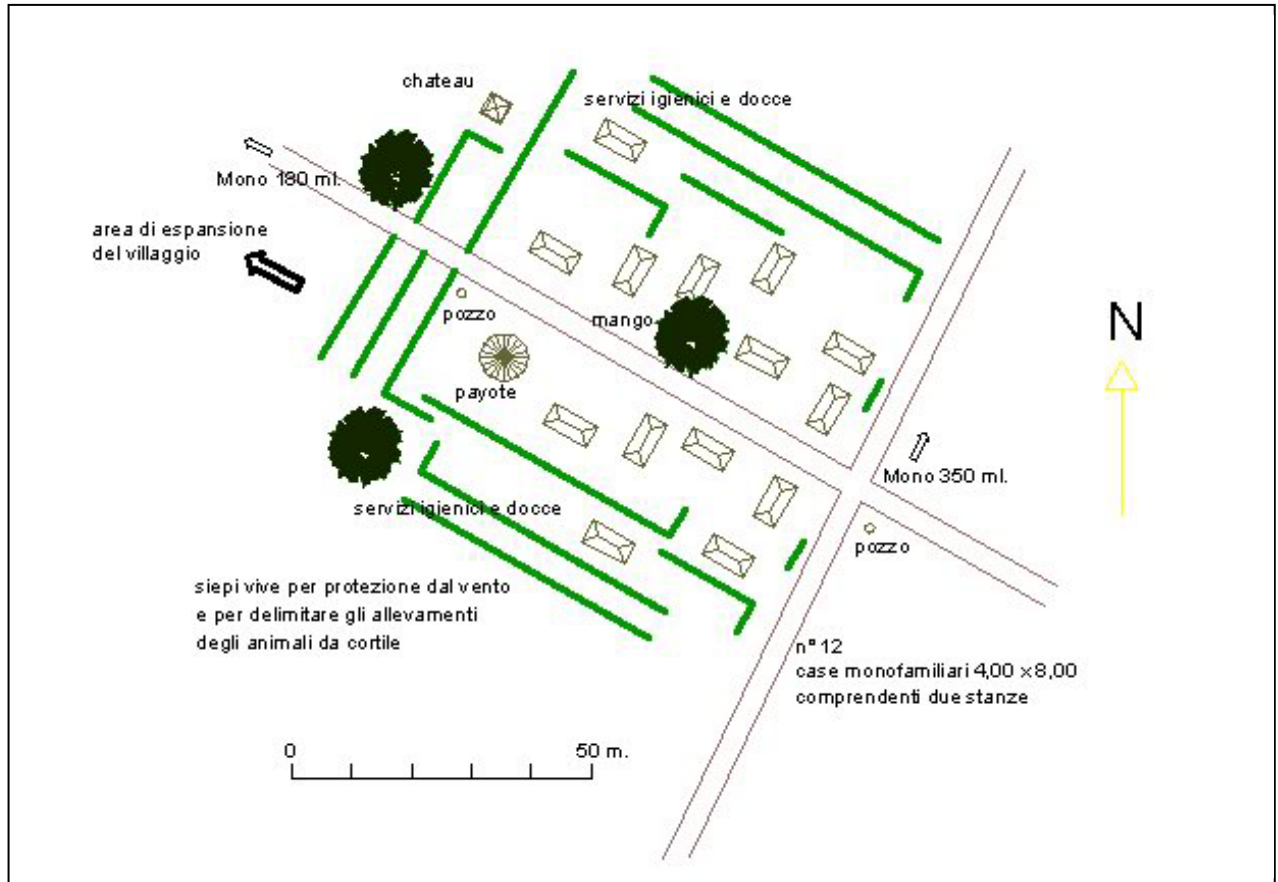 chateau
servizi igienici e docce
Mono 180 ml.
area di espansione
del villaggio
pozzo
mango
N
payote
Mono 350 ml.
servizi igienici e docce
pozzo
siepi vive per protezione dal vento
e per delimitare gli allevamenti
degli animali da cortile
n° 12
case monofamiliari 4,00 x 8,00
comprendenti due stanze
0
50 m.